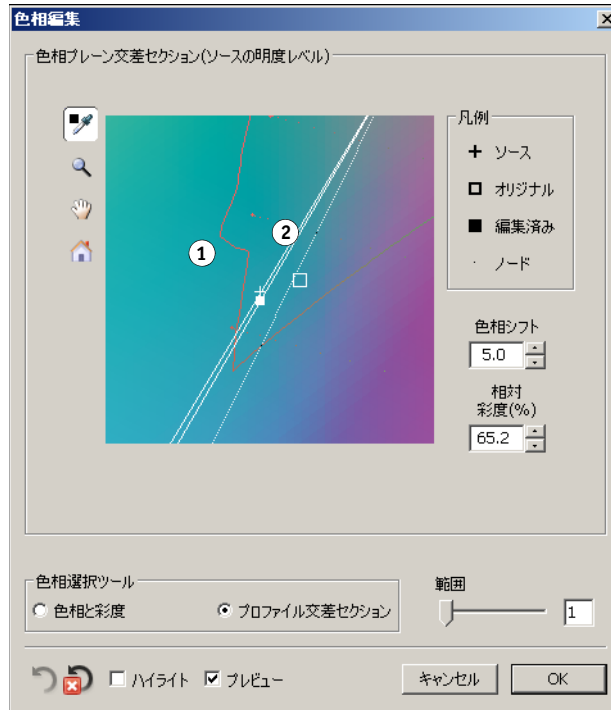 色相編集
色相プレーン交差セクション(ソースの明度レベル)
凡例
ソース
オリジナル
編集済み
ノード
1
2
色相シフト
5.0
相対
彩度(%)
65.2
色相選択ツール
色相と彩度
プロファイル交差セクション
範囲
1
ハイライト
プレビュー
キャンセル
OK